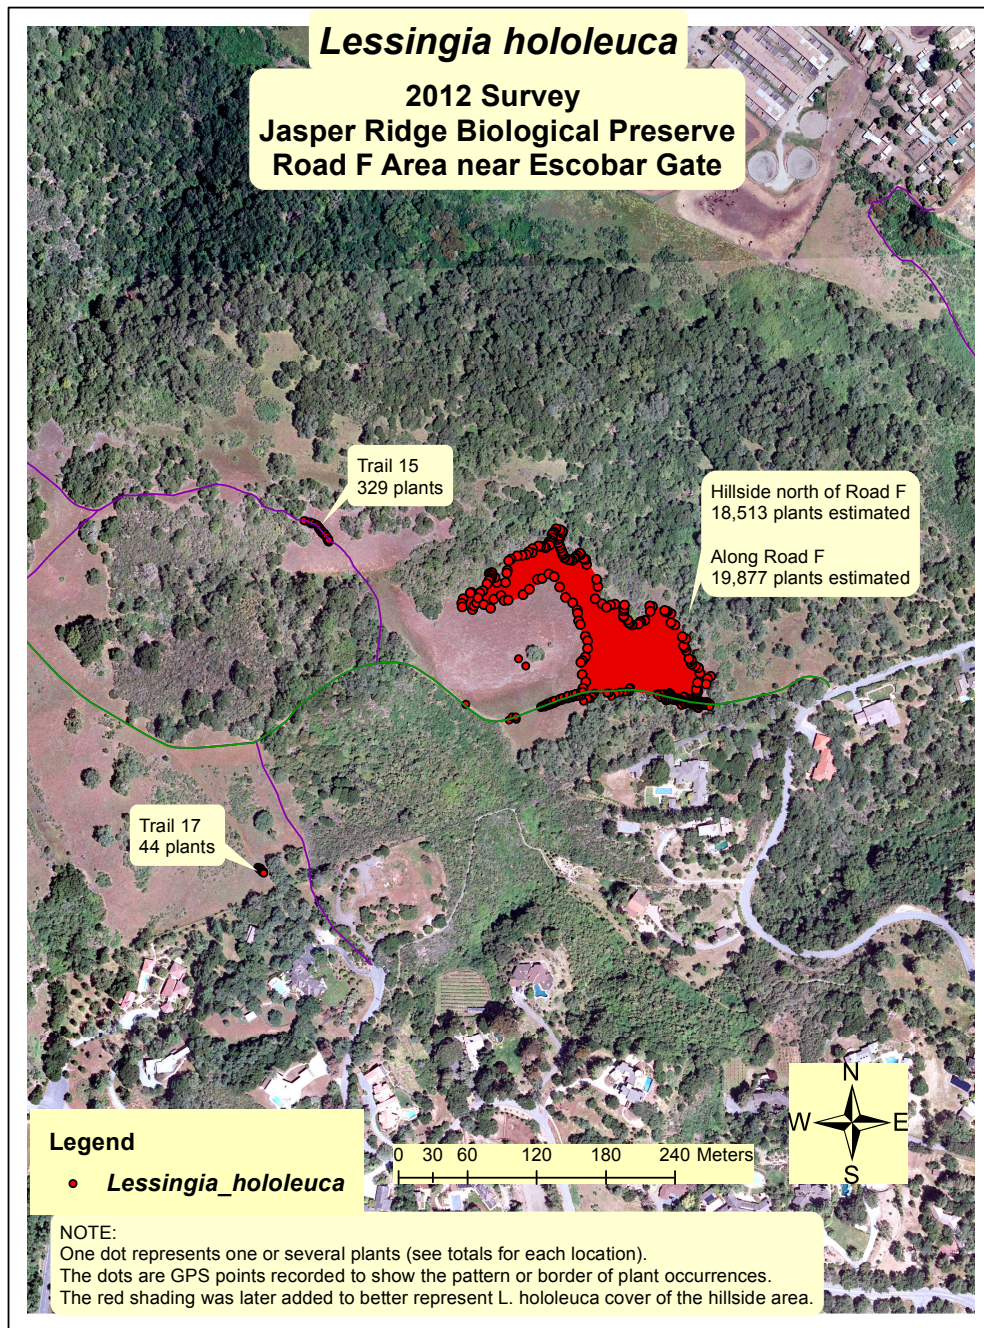 Lessingia hololeuca
2012 Survey
Jasper Ridge Biological Preserve
Road F Area near Escobar Gate
Trail 15
329 plants
Hillside north of Road F
18,513 plants estimated
Along Road F
19,877 plants estimated
Trail 17
44 plants
N
W E
S
Legend
Lessingia_hololeuca
0 30 60 120 180 240 Meters
NOTE:
One dot represents one or several plants (see totals for each location).
The dots are GPS points recorded to show the pattern or border of plant occurrences.
The red shading was later added to better represent L. hololeuca cover of the hillside area.